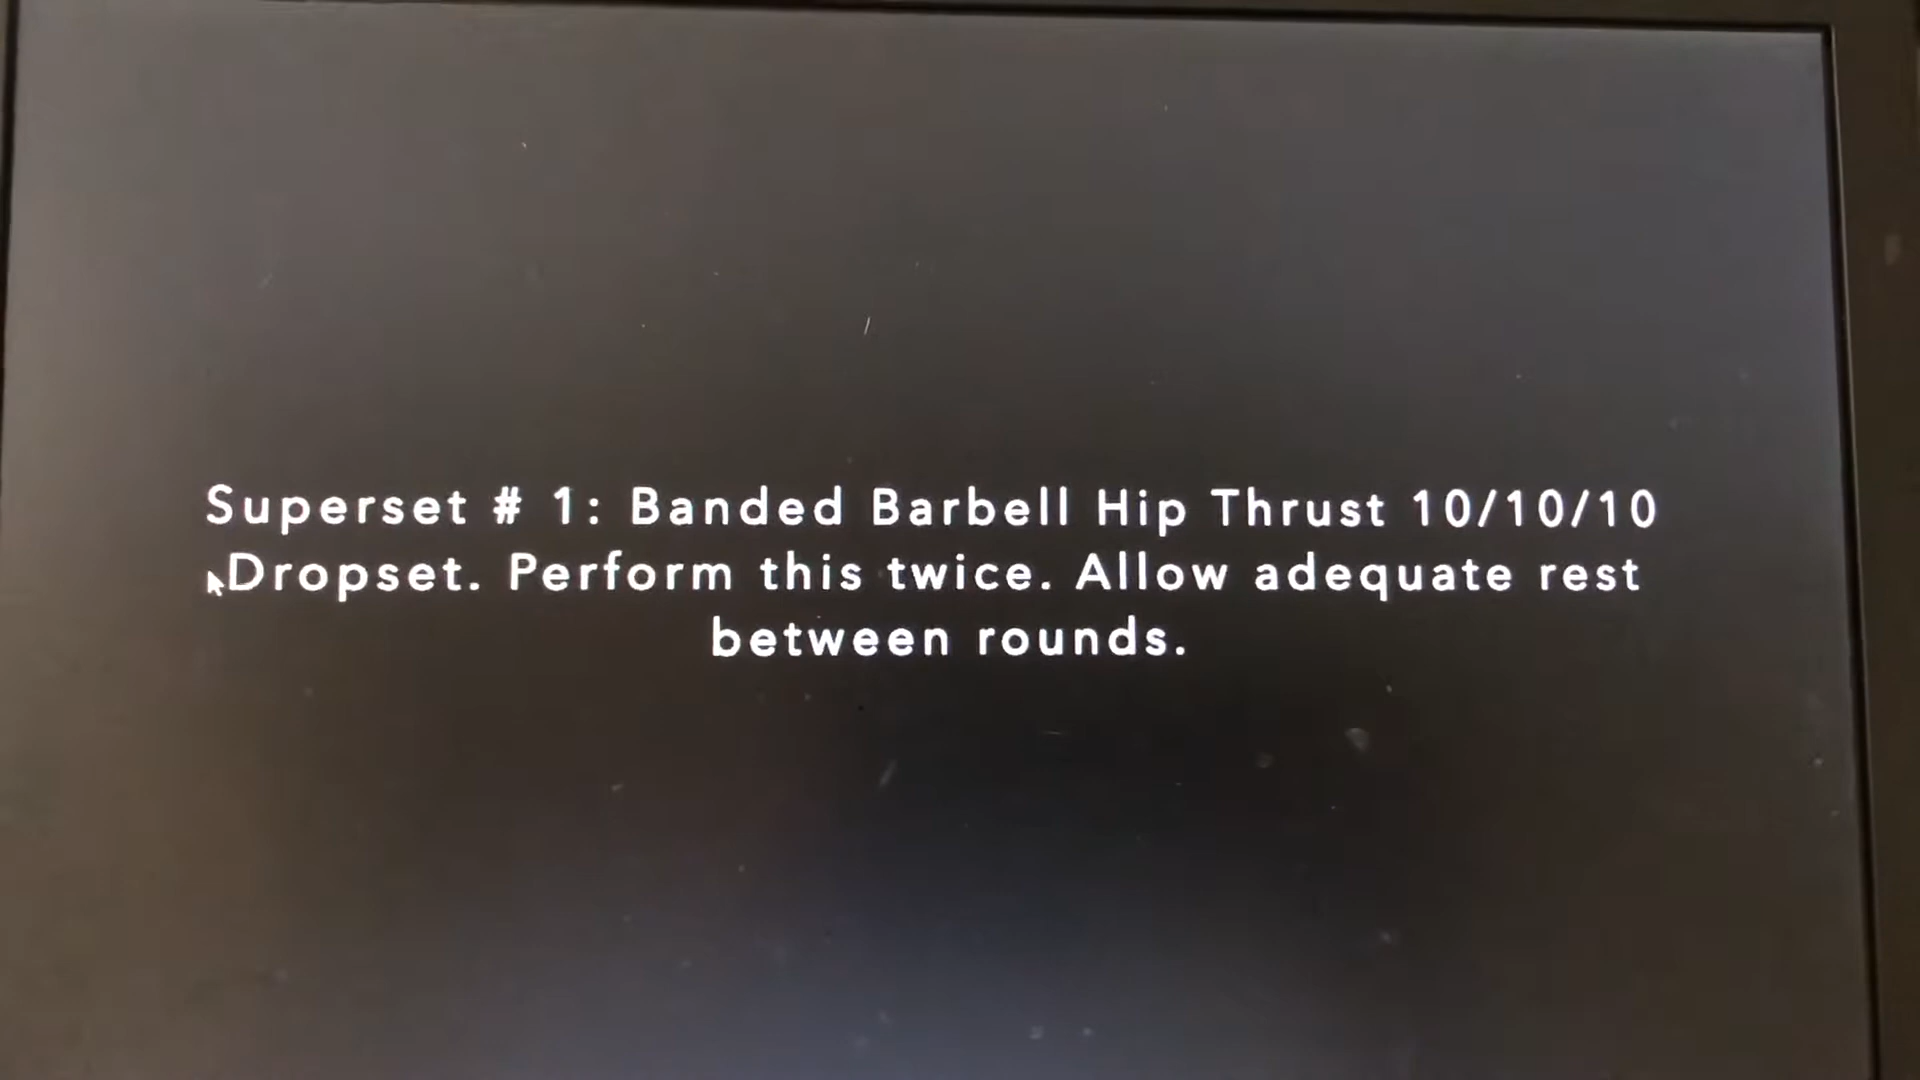 Superset # 1: Banded Barbell Hip Thrust 10/10/10
Dropset. Perform this twice. Allow adequate rest
between rounds.